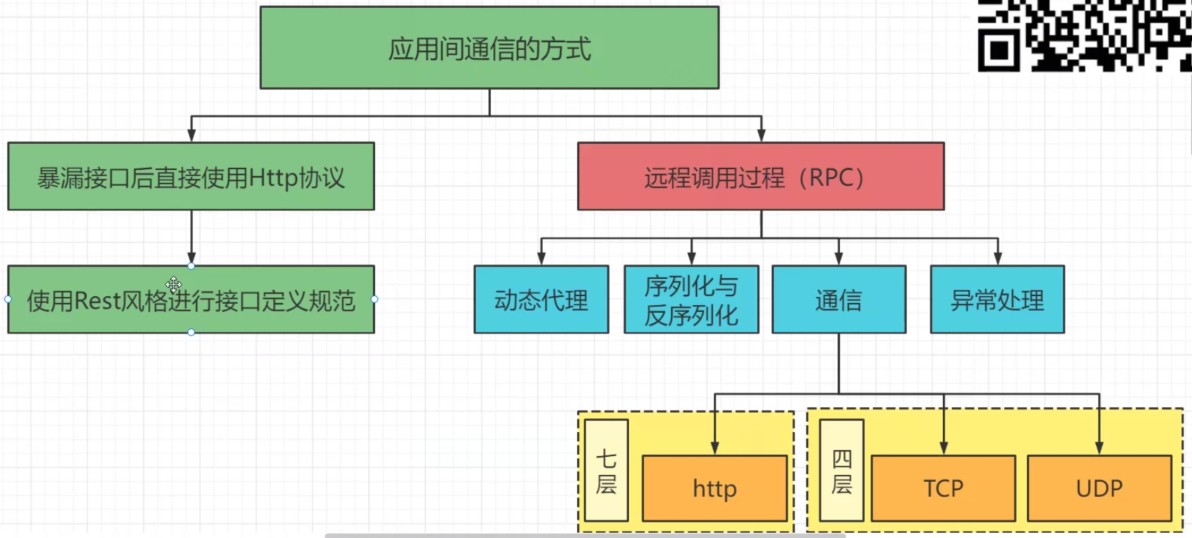 应用间通信的方式
暴漏接口后直接使用Http协议
远程调用过程（RPC）
使用Rest风格进行接口定义规范
动态代理
序列化与
反序列化
通信
异常处理
七
层
http
四
层
TCP
UDP